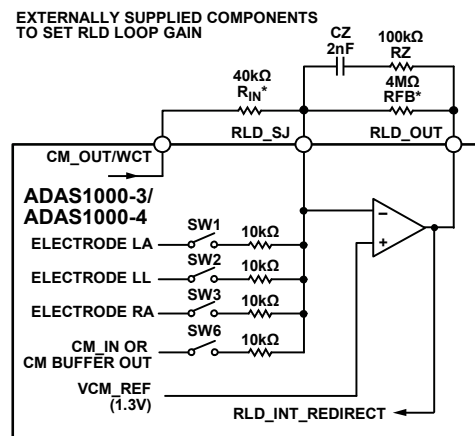 EXTERNALLY SUPPLIED COMPONENTS
TO SET RLD LOOP GAIN
CZ
2nF
100kΩ
RZ
40kΩ
RIN*
4MΩ
RFB*
CM_OUT/WCT
RLD_SJ
RLD_OUT
ADAS1000-3/
ADAS1000-4
ELECTRODE LA
SW1
10kΩ
ELECTRODE LL
SW2
10kΩ
ELECTRODE RA
SW3
10kΩ
CM_IN OR
CM BUFFER OUT
SW6
10kΩ
–
+
VCM_REF
(1.3V)
RLD_INT_REDIRECT